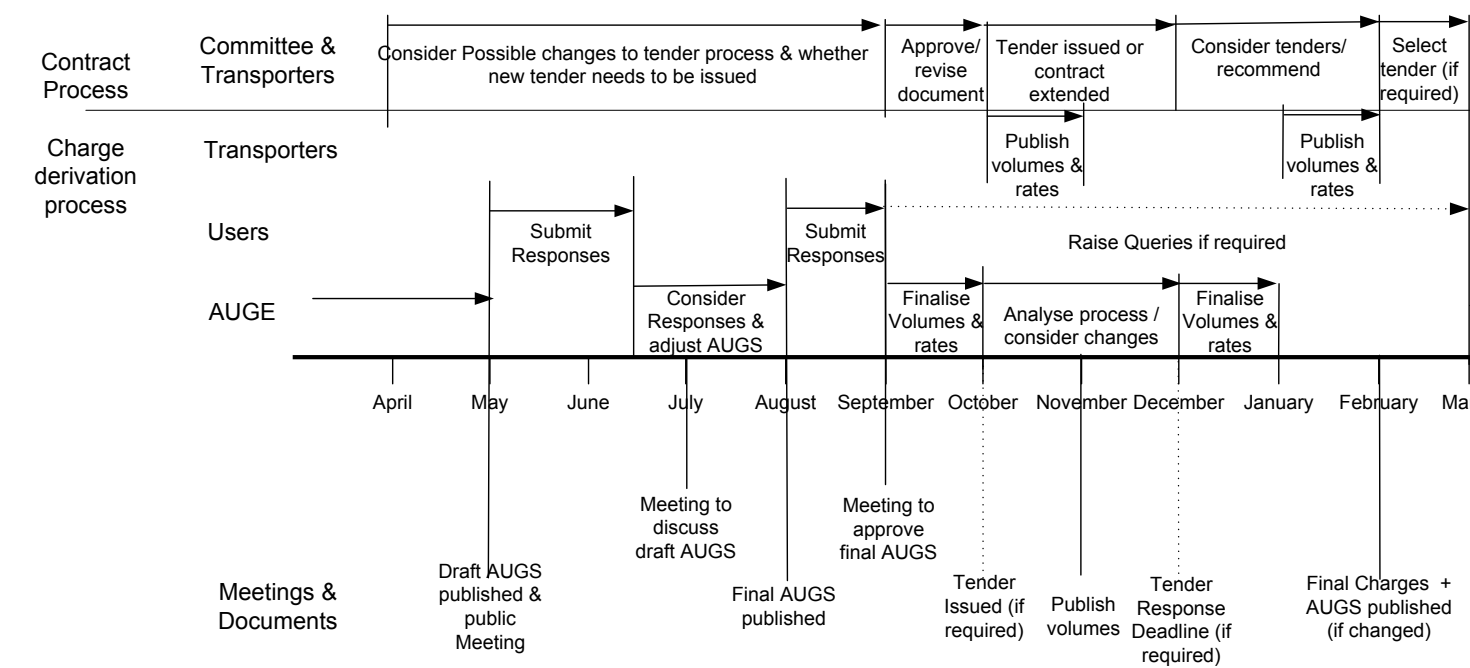 Contract
Process
Committee &
Transporters
Consider Possible changes to tender process & whether
new tender needs to be issued
Approve/
revise
document
Tender issued or
contract
extended
Consider tenders/
recommend
Select
tender (if
required)
Charge
derivation
process
Transporters
Publish
volumes &
rates
Publish
volumes &
rates
Users
Submit
Responses
Submit
Responses
Raise Queries if required
AUGE
Consider
Responses &
adjust AUGS
Finalise
Volumes &
rates
Analyse process /
consider changes
Finalise
Volumes &
rates
April May June July August September October November December January February Ma
Meeting to
discuss
draft AUGS
Meeting to
approve
final AUGS
Meetings &
Documents
Draft AUGS
published &
public
Meeting
Final AUGS
published
Tender
Issued (if
required)
Publish
volumes
Tender
Response
Deadline (if
required)
Final Charges +
AUGS published
(if changed)